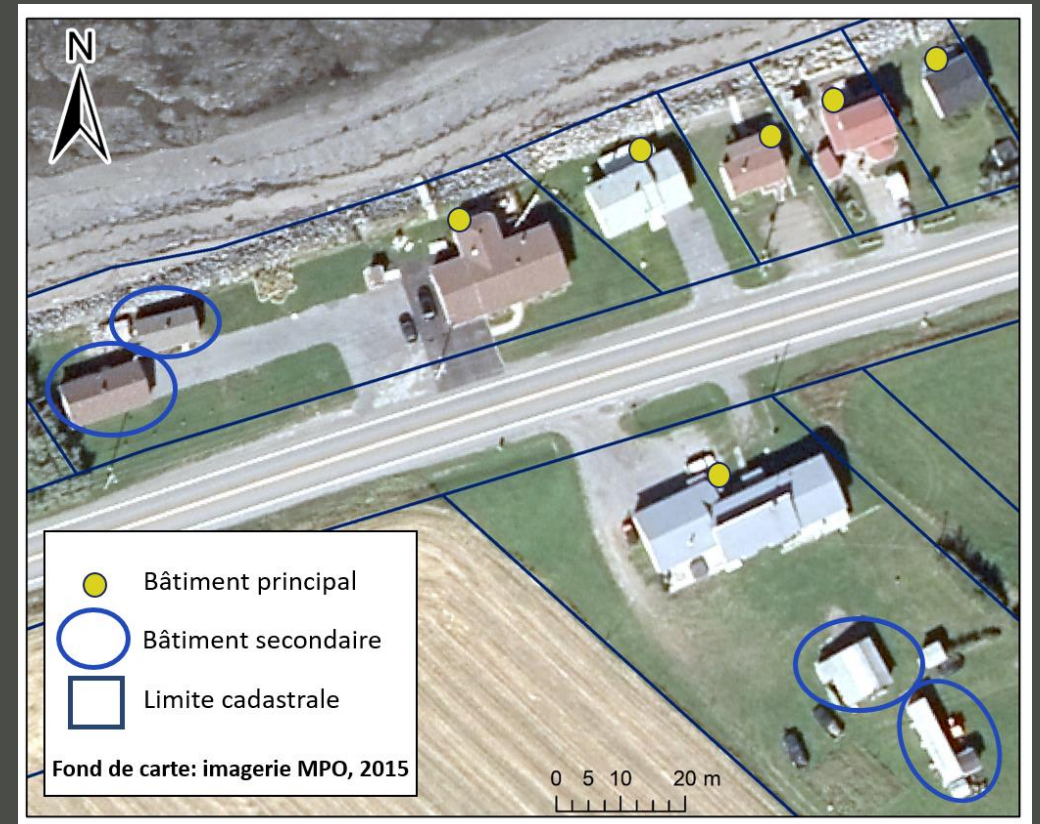 N
Bâtiment principal
Bâtiment secondaire
Limite cadastrale
Fond de carte: imagerie MPO, 2015
0 5 10 20 m